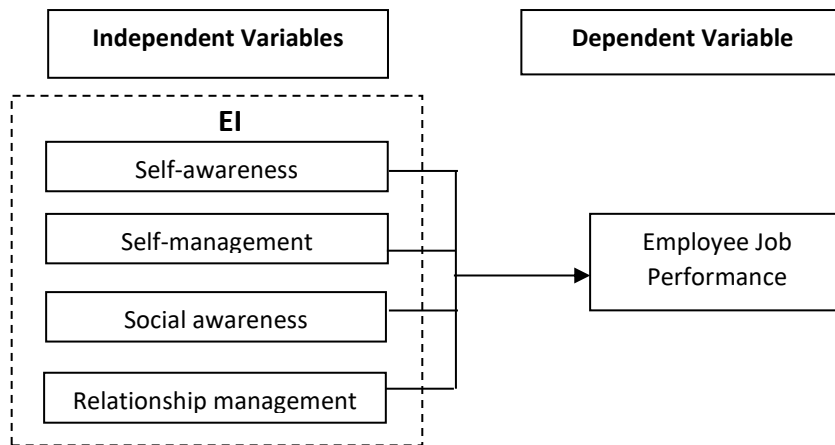 Independent Variables
Dependent Variable
EI
Self-awareness
Self-management
Social awareness
Relationship management
Employee Job
Performance